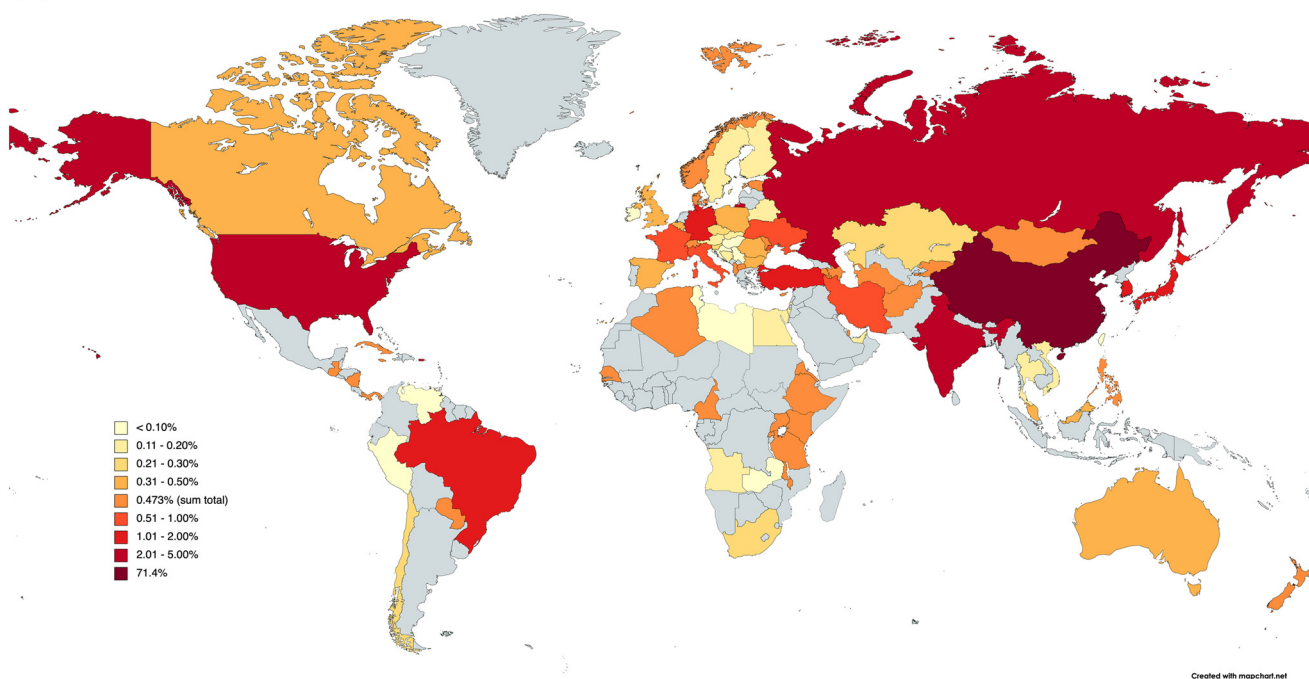 < 0.10%
0.11 - 0.20%
0.21 - 0.30%
0.31 - 0.50%
0.473% (sum total)
0.51 - 1.00%
1.01 - 2.00%
2.01 - 5.00%
71.4%
Created with mapchart.net